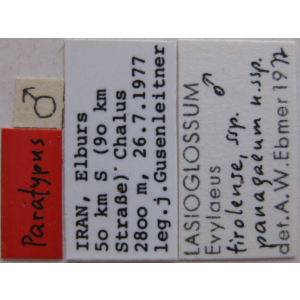 ♂
Paratypus
IRAN, Elburs
50 km S (90 km
Straße) Chalus
2800 m, 26.7.1977
leg.j.Gusenleitner
LASIOGLOSSUM
Evylaeus ♂
tirolense, ssp.
panagaeum n.ssp.
det.A.W.Ebmer 1977